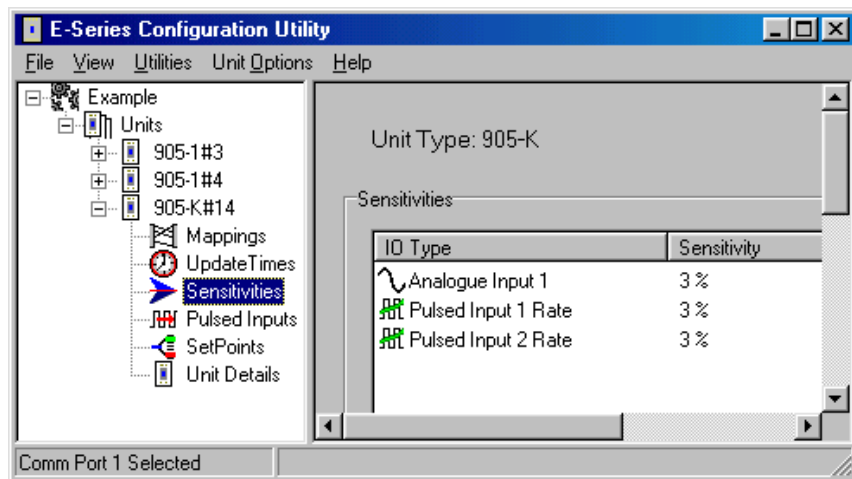 E-Series Configuration Utility
File View Utilities Unit Options Help
Example
Units
905-1#3
905-1#4
905-K#14
Mappings
UpdateTimes
Sensitivities
Pulsed Inputs
SetPoints
Unit Details
Unit Type: 905-K
Sensitivities
IO Type Sensitivity
Analogue Input 1 3 %
Pulsed Input 1 Rate 3 %
Pulsed Input 2 Rate 3 %
Comm Port 1 Selected